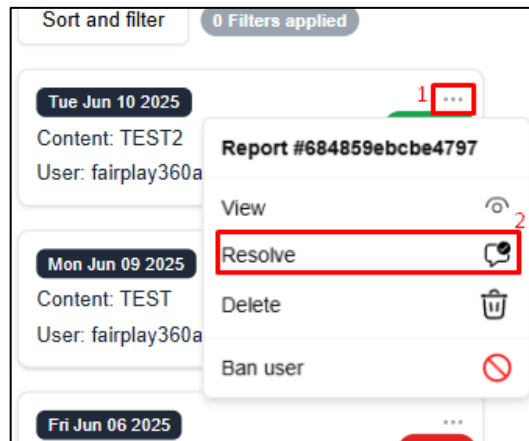 Sort and filter
0 Filters applied
Tue Jun 10 2025
1
Content: TEST2
User: fairplay360a
Report #684859ebcbe4797
View
2
Resolve
Delete
Ban user
Mon Jun 09 2025
Content: TEST
User: fairplay360a
Fri Jun 06 2025